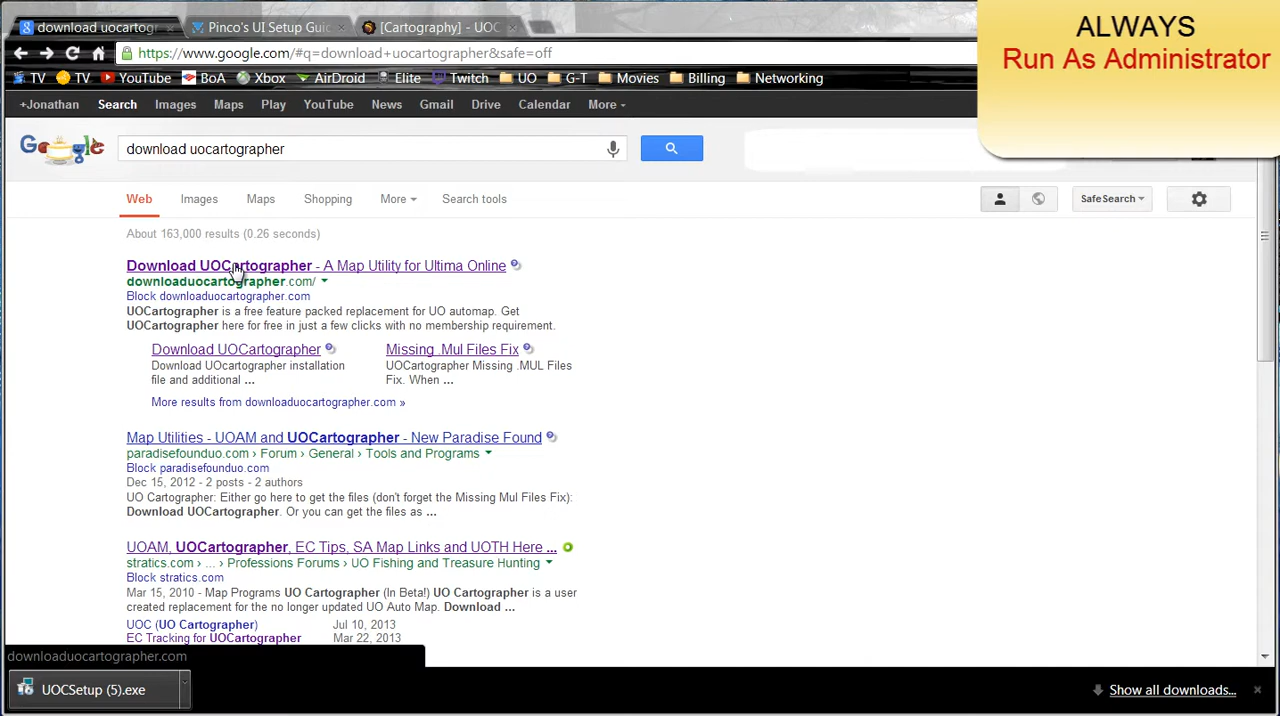 download uocartogr
Pinco's UI Setup Guid
[Cartography] - UOC
ALWAYS
Run As Administrator
https://www.google.com/#q=download+uocartographer&safe=off
TV TV YouTube BoA Xbox AirDroid Elite Twitch UO G-T Movies Billing Networking
+Jonathan Search Images Maps Play YouTube News Gmail Drive Calendar More
Google
download uocartographer
Web Images Maps Shopping More Search tools
SafeSearch
About 163,000 results (0.26 seconds)
Download UOCartographer - A Map Utility for Ultima Online
downloaduocartographer.com/
Block downloaduocartographer.com
UOCartographer is a free feature packed replacement for UO automap. Get
UOCartographer here for free in just a few clicks with no membership requirement.
Download UOCartographer
Download UOCartographer installation
file and additional ...
Missing .Mul Files Fix
UOCartographer Missing .MUL Files
Fix. When ...
More results from downloaduocartographer.com »
Map Utilities - UOAM and UOCartographer - New Paradise Found
paradisefounduo.com › Forum › General › Tools and Programs
Block paradisefounduo.com
Dec 15, 2012 - 2 posts - 2 authors
UO Cartographer: Either go here to get the files (don't forget the Missing Mul Files Fix):
Download UOCartographer. Or you can get the files as ...
UOAM, UOCartographer, EC Tips, SA Map Links and UOTH Here ...
stratics.com › ... › Professions Forums › UO Fishing and Treasure Hunting
Block stratics.com
Mar 15, 2010 - Map Programs UO Cartographer (In Beta!) UO Cartographer is a user
created replacement for the no longer updated UO Auto Map. Download ...
UOC (UO Cartographer) Jul 10, 2013
EC Tracking for UOCartographer Mar 22, 2013
downloaduocartographer.com
UOCSetup (5).exe
Show all downloads...